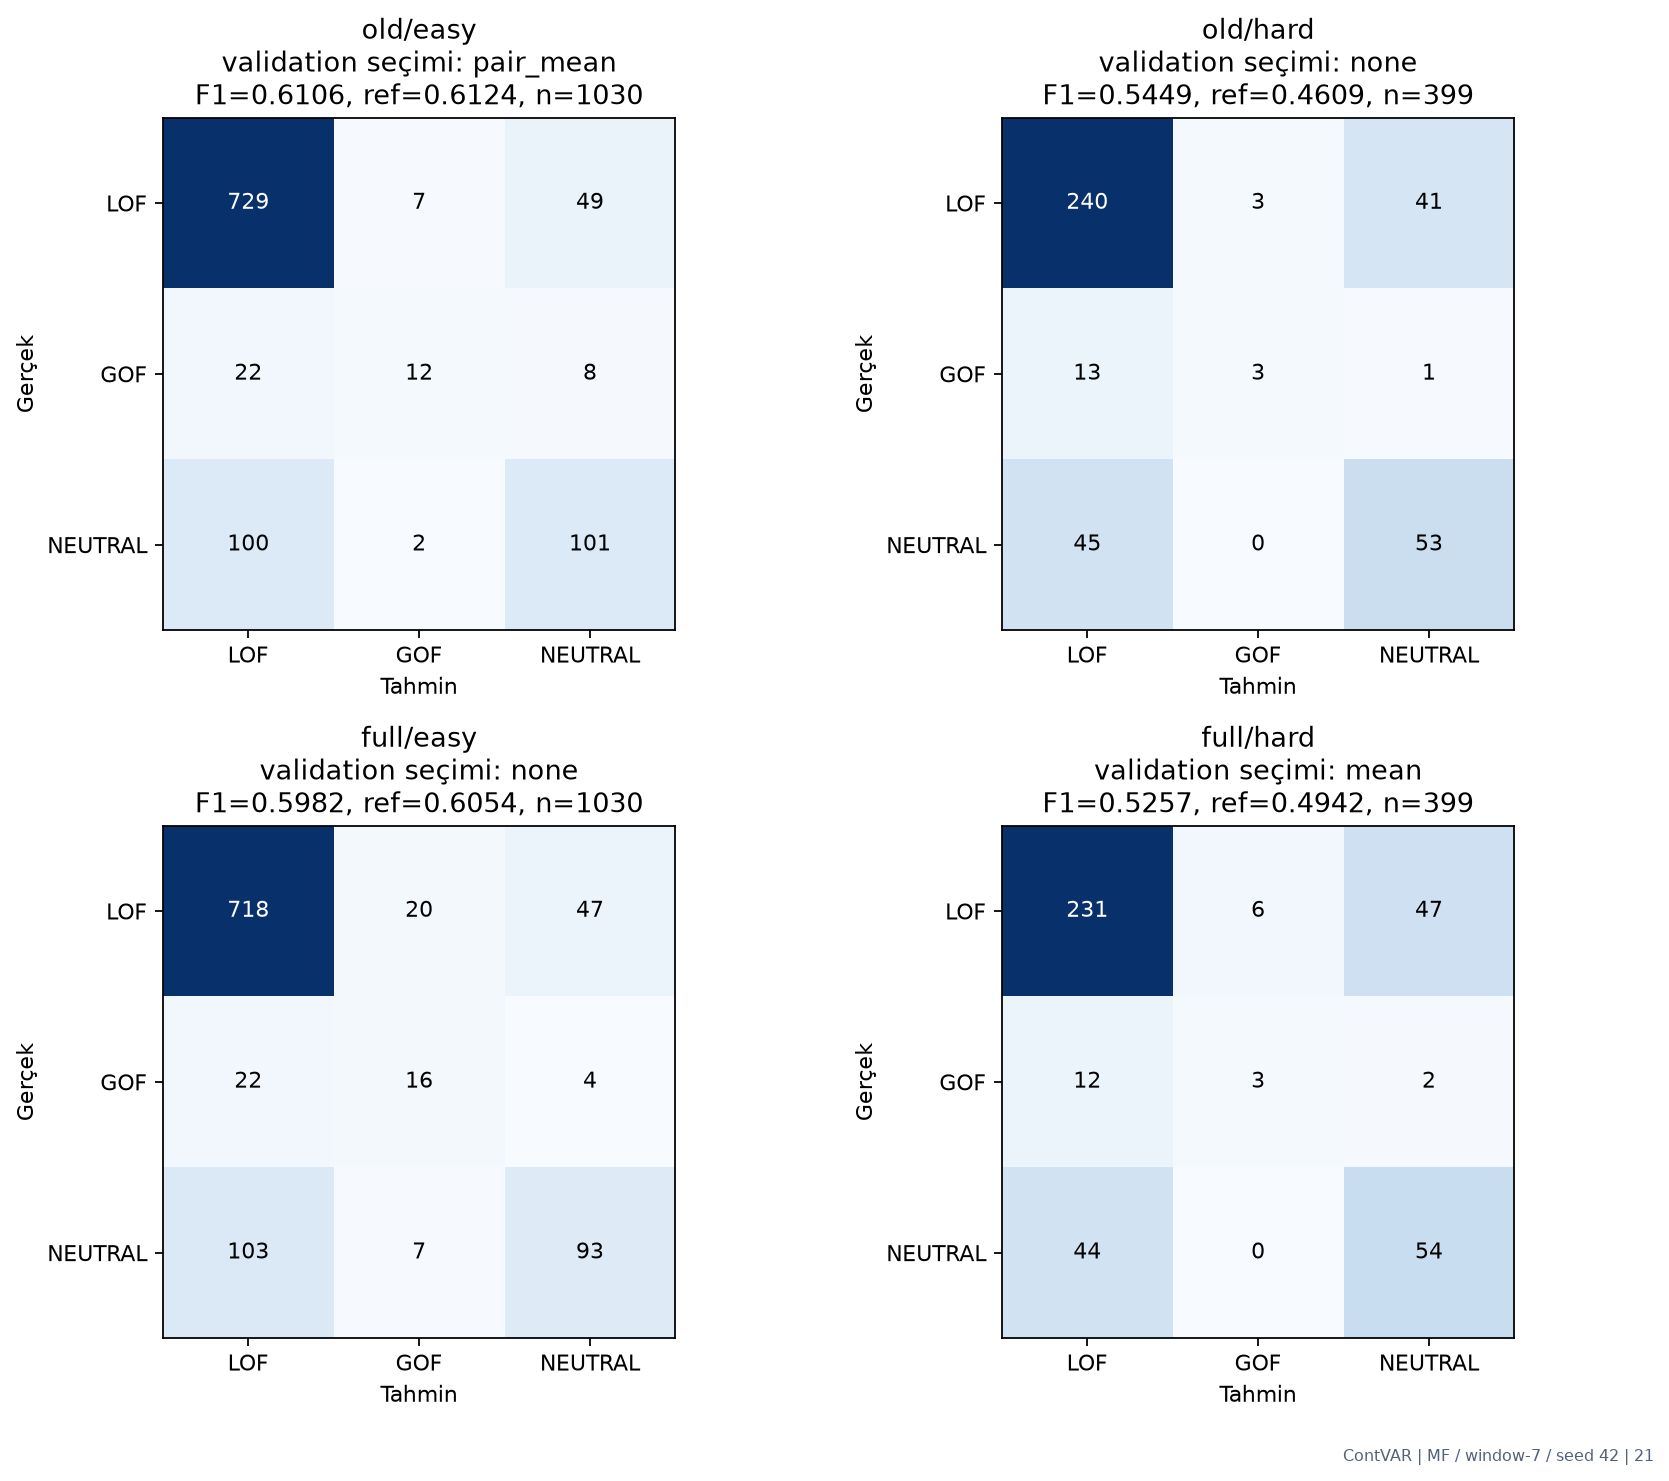 old/easy
validation seçimi: pair_mean
F1=0.6106, ref=0.6124, n=1030
Gerçek
LOF 729 7 49
GOF 22 12 8
NEUTRAL 100 2 101
LOF GOF NEUTRAL
Tahmin
old/hard
validation seçimi: none
F1=0.5449, ref=0.4609, n=399
Gerçek
LOF 240 3 41
GOF 13 3 1
NEUTRAL 45 0 53
LOF GOF NEUTRAL
Tahmin
full/easy
validation seçimi: none
F1=0.5982, ref=0.6054, n=1030
Gerçek
LOF 718 20 47
GOF 22 16 4
NEUTRAL 103 7 93
LOF GOF NEUTRAL
Tahmin
full/hard
validation seçimi: mean
F1=0.5257, ref=0.4942, n=399
Gerçek
LOF 231 6 47
GOF 12 3 2
NEUTRAL 44 0 54
LOF GOF NEUTRAL
Tahmin
ContVAR | MF / window-7 / seed 42 | 21